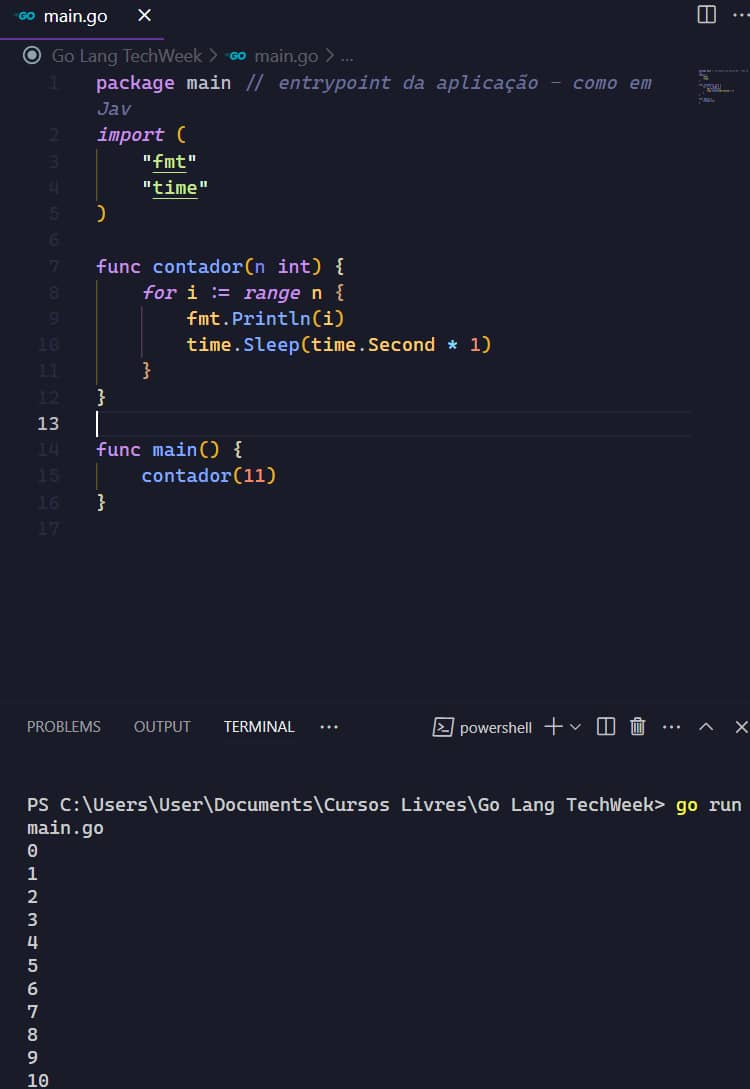 GO main.go ×
Go Lang TechWeek > GO main.go > ...
1 package main // entrypoint da aplicação – como em
Jav
2 import (
3 "fmt"
4 "time"
5 )
6
7 func contador(n int) {
8 for i := range n {
9 fmt.Println(i)
10 time.Sleep(time.Second * 1)
11 }
12 }
13
14 func main() {
15 contador(11)
16 }
17
PROBLEMS OUTPUT TERMINAL ... powershell
PS C:\Users\User\Documents\Cursos Livres\Go Lang TechWeek> go run
main.go
0
1
2
3
4
5
6
7
8
9
10